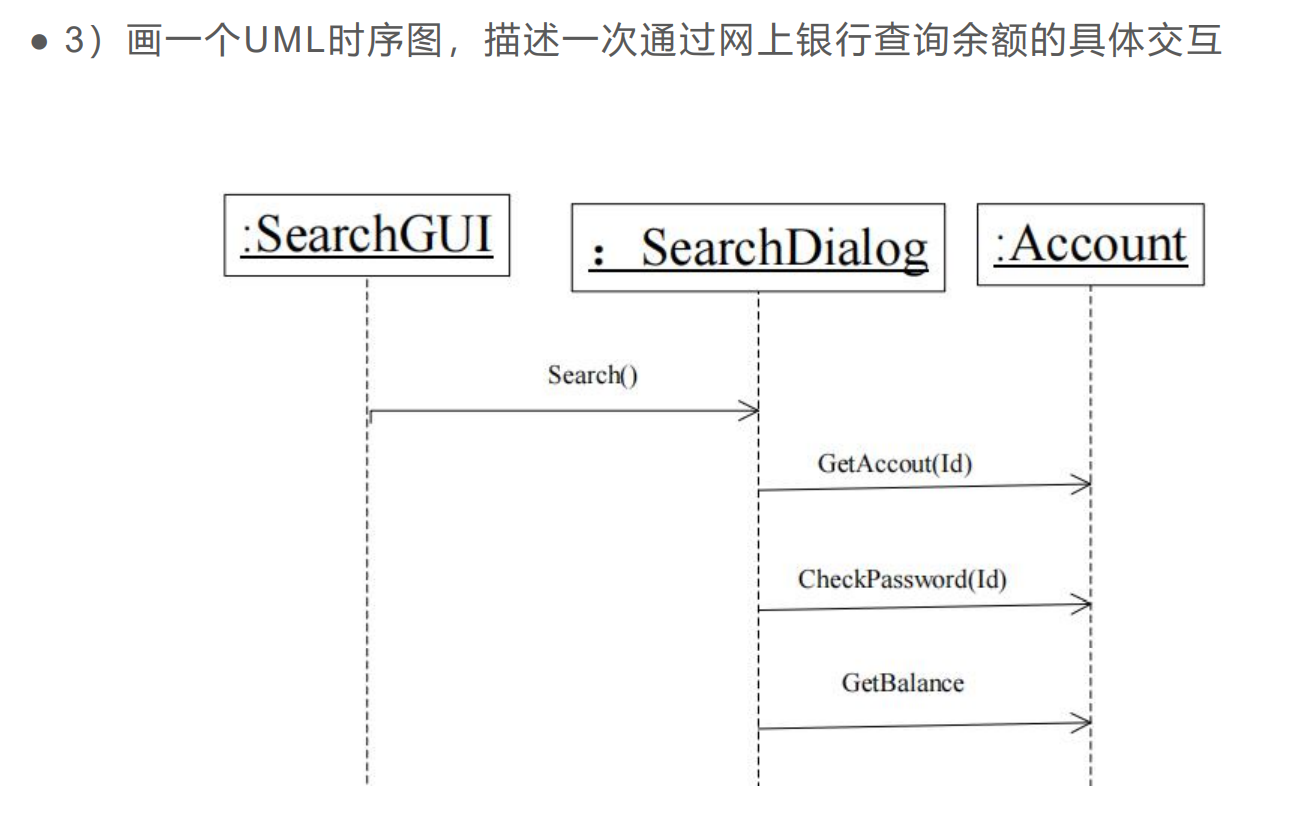 ● 3）画一个UML时序图，描述一次通过网上银行查询余额的具体交互
:SearchGUI
： SearchDialog
:Account
Search()
GetAccout(Id)
CheckPassword(Id)
GetBalance